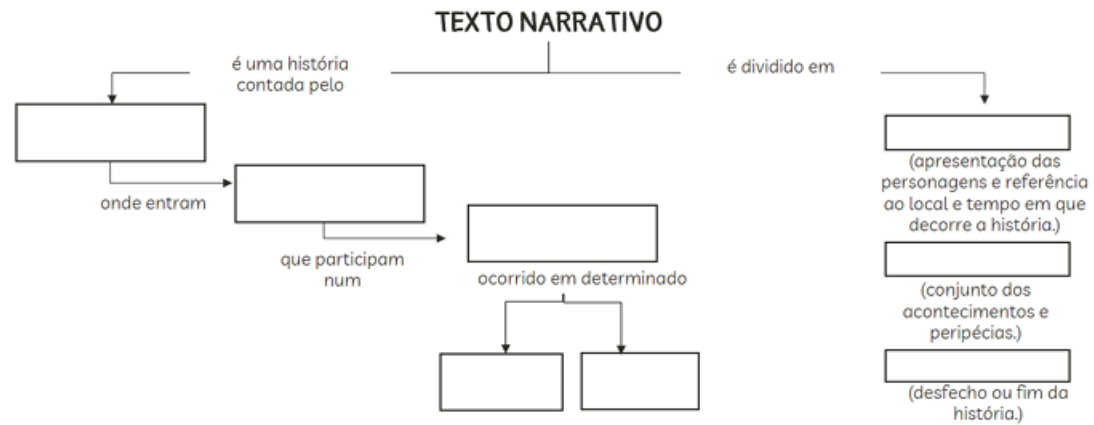 TEXTO NARRATIVO
é uma história
contada pelo
é dividido em
onde entram
que participam
num
ocorrido em determinado
(apresentação das
personagens e referência
ao local e tempo em que
decorre a história.)
(conjunto dos
acontecimentos e
peripécias.)
(desfecho ou fim da
história.)